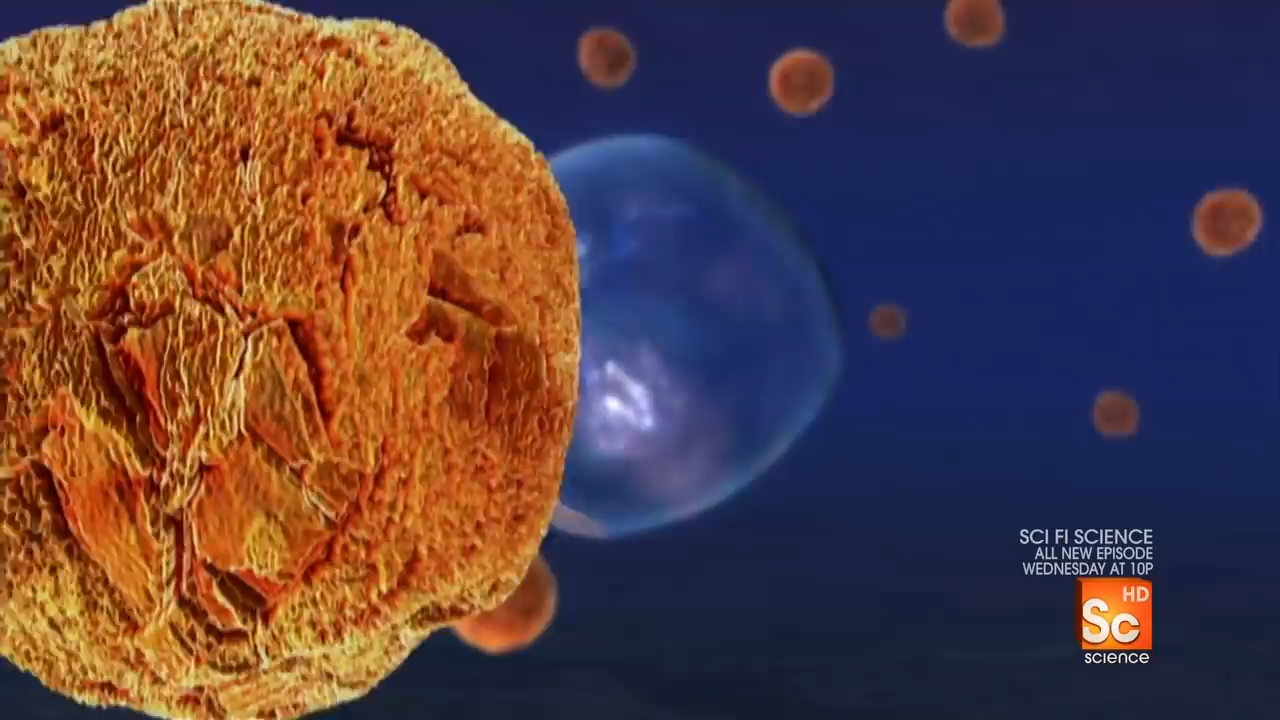 SCI FI SCIENCE
ALL NEW EPISODE
WEDNESDAY AT 10P
HD
Sc
science